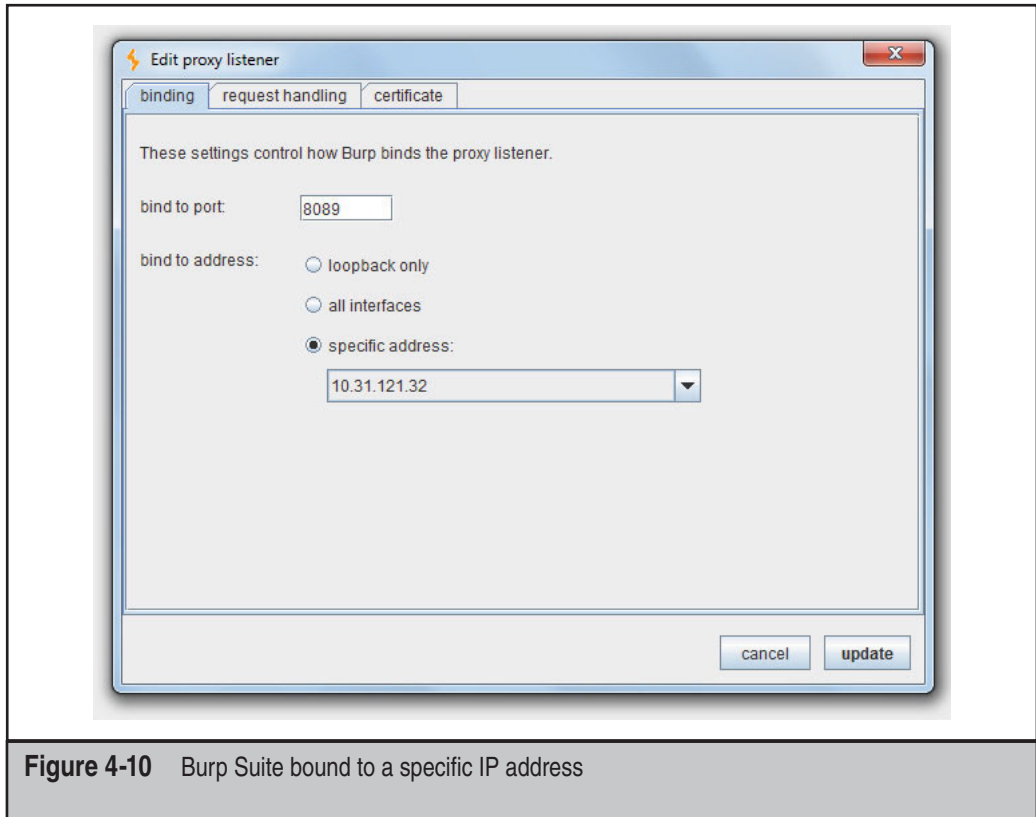 Edit proxy listener
binding request handling certificate
These settings control how Burp binds the proxy listener.
bind to port: 8089
bind to address: loopback only
all interfaces
specific address:
10.31.121.32
cancel update
Figure 4-10 Burp Suite bound to a specific IP address